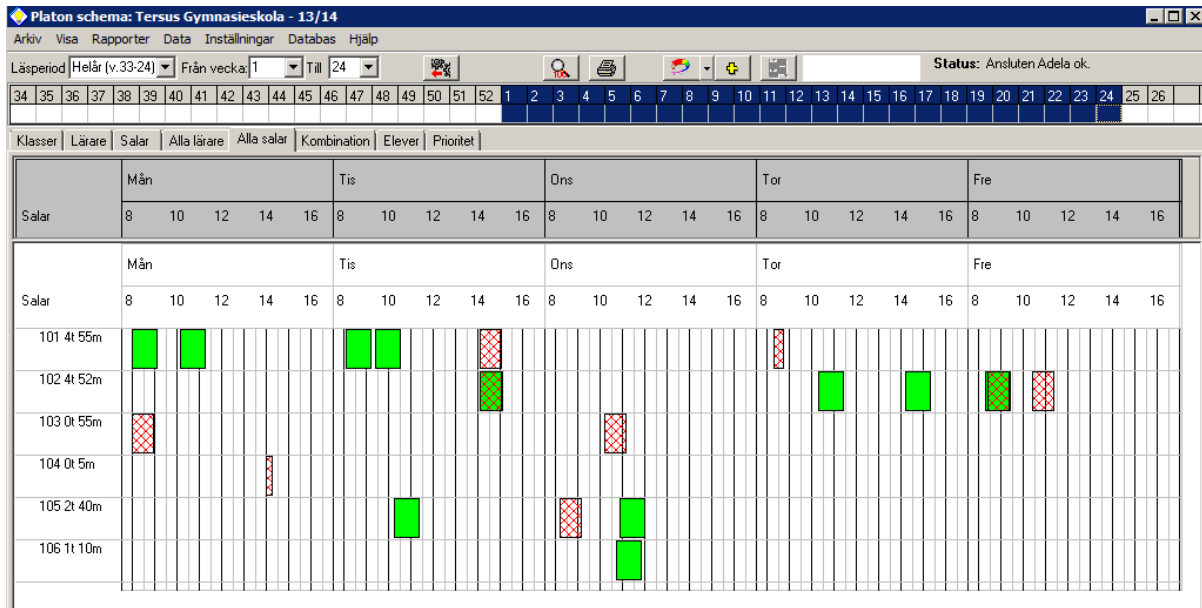 Platon schema: Tersus Gymnasieskola - 13/14
Arkiv Visa Rapporter Data Inställningar Databas Hjälp
Läsperiod Helår (v.33-24) Från vecka: 1 Till 24 Status: Ansluten Adela ok.
34 35 36 37 38 39 40 41 42 43 44 45 46 47 48 49 50 51 52 1 2 3 4 5 6 7 8 9 10 11 12 13 14 15 16 17 18 19 20 21 22 23 24 25 26
Klasser Lärare Salar Alla lärare Alla salar Kombination Elever Prioritet
Mån Tis Ons Tor Fre
Salar 8 10 12 14 16 8 10 12 14 16 8 10 12 14 16 8 10 12 14 16 8 10 12 14 16
Mån Tis Ons Tor Fre
Salar 8 10 12 14 16 8 10 12 14 16 8 10 12 14 16 8 10 12 14 16 8 10 12 14 16
101 4t 55m
102 4t 52m
103 0t 55m
104 0t 5m
105 2t 40m
106 1t 10m